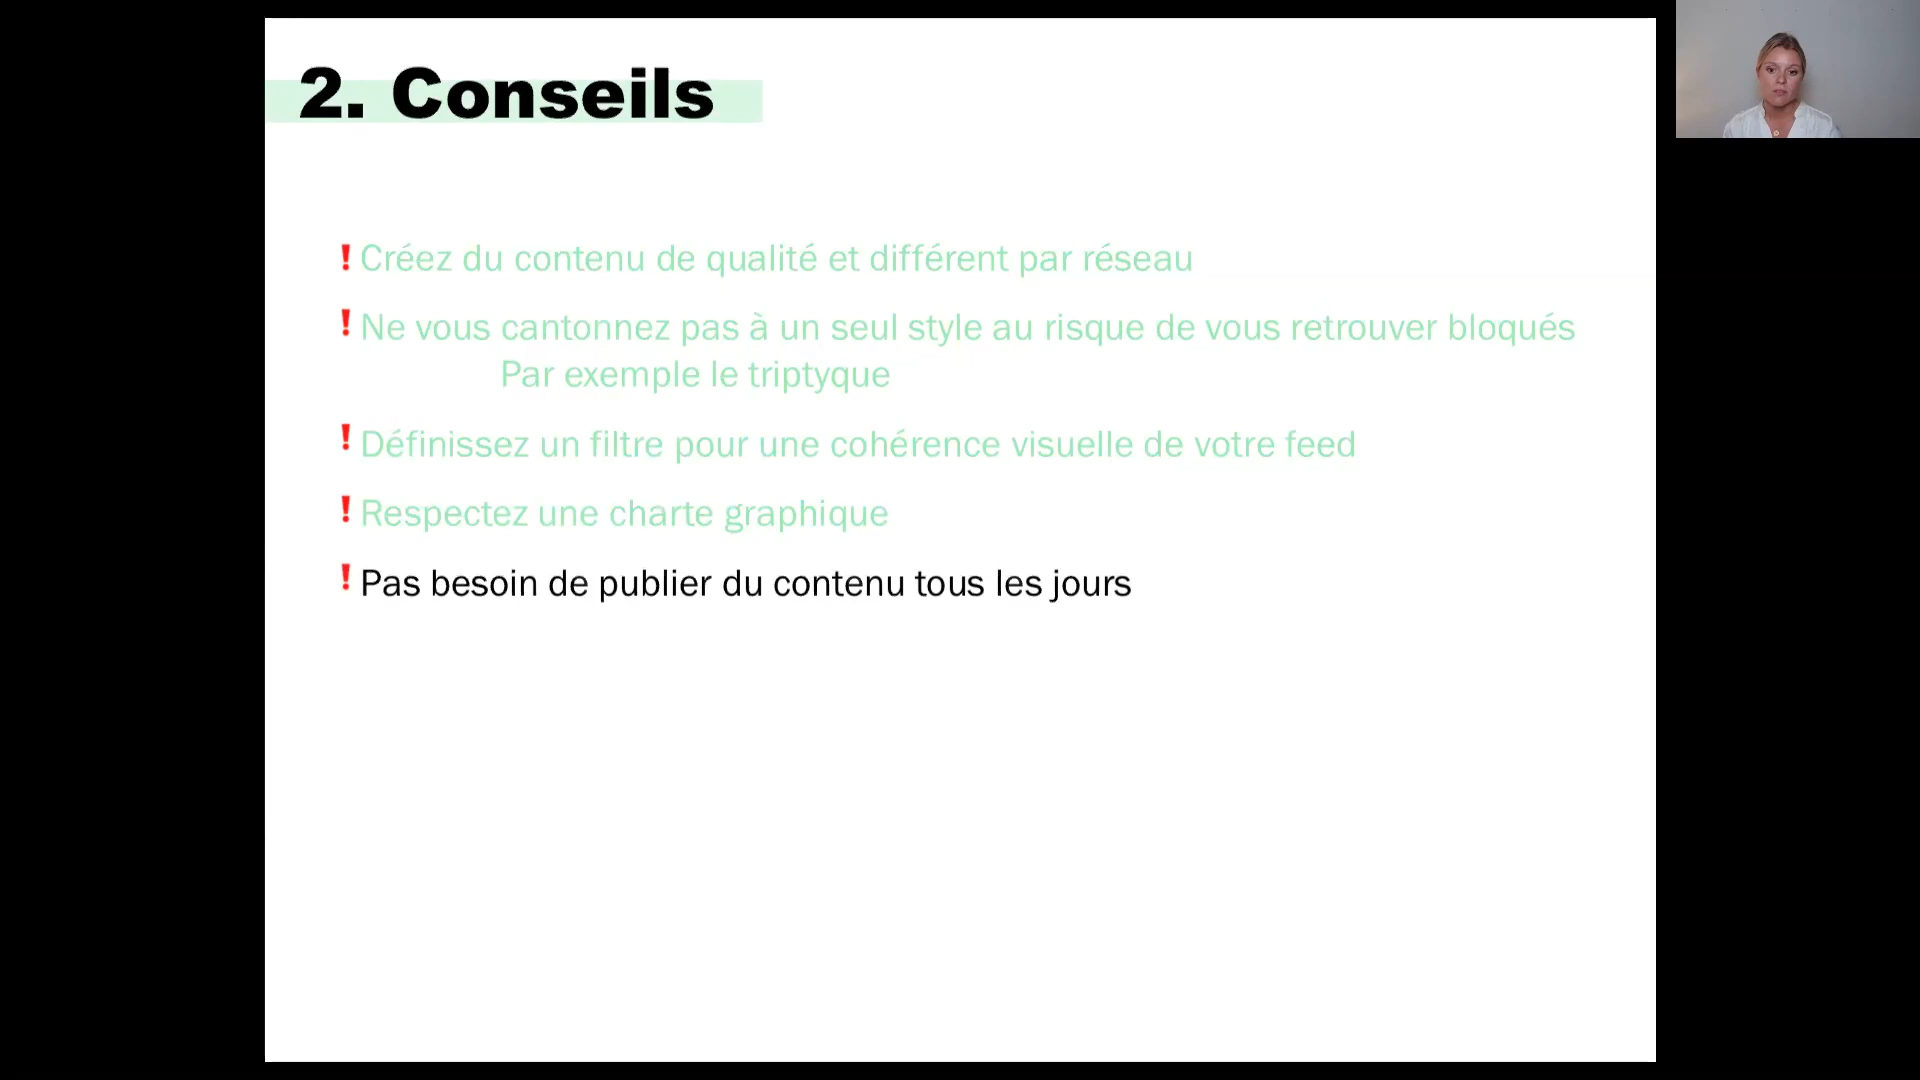 2. Conseils
! Créez du contenu de qualité et différent par réseau
! Ne vous cantonnez pas à un seul style au risque de vous retrouver bloqués
Par exemple le triptyque
! Définissez un filtre pour une cohérence visuelle de votre feed
! Respectez une charte graphique
! Pas besoin de publier du contenu tous les jours